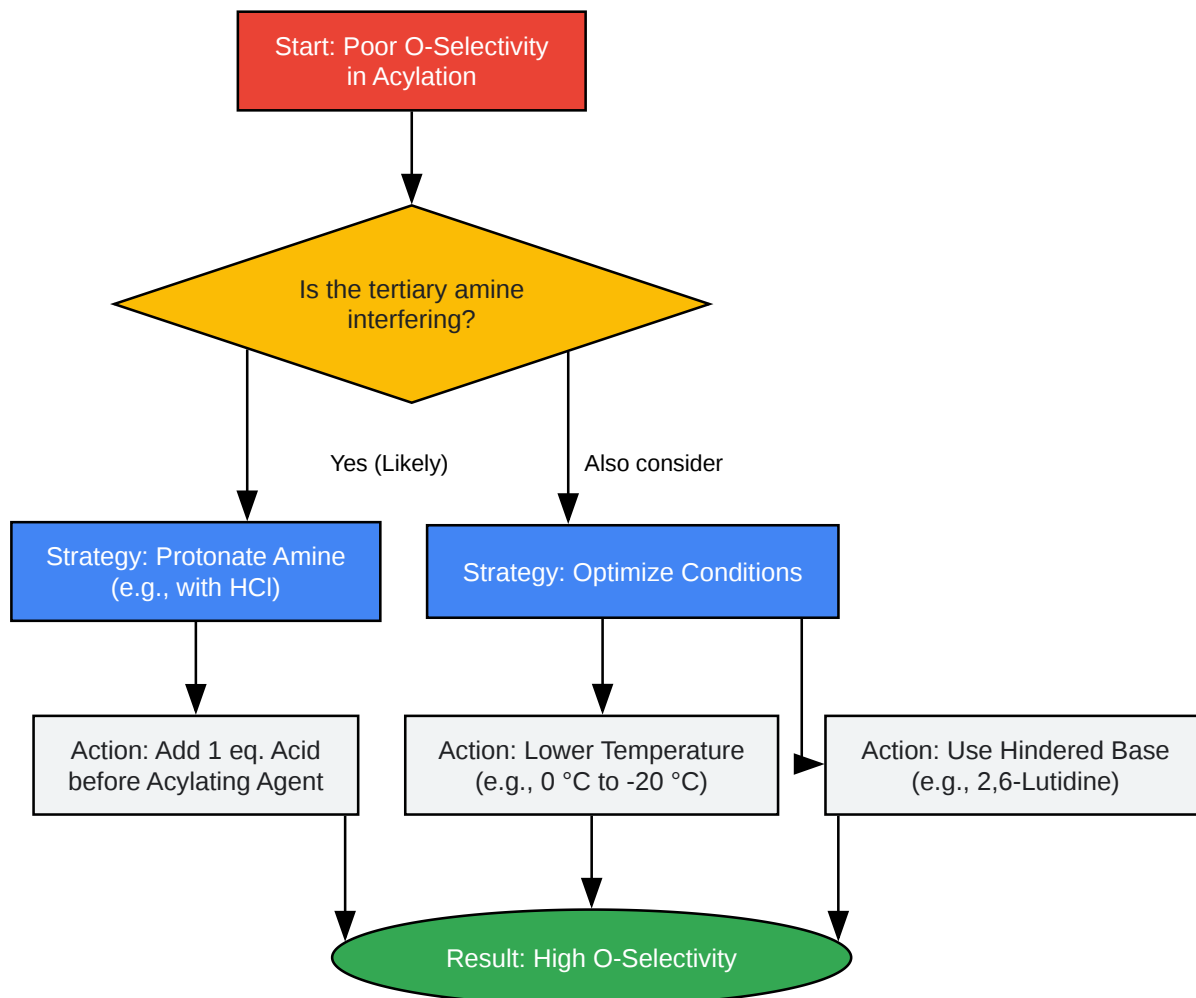 Start: Poor O-Selectivity
in Acylation
Is the tertiary amine
interfering?
Yes (Likely)
Also consider
Strategy: Protonate Amine
(e.g., with HCl)
Strategy: Optimize Conditions
Action: Add 1 eq. Acid
before Acylating Agent
Action: Lower Temperature
(e.g., 0 °C to -20 °C)
Action: Use Hindered Base
(e.g., 2,6-Lutidine)
Result: High O-Selectivity